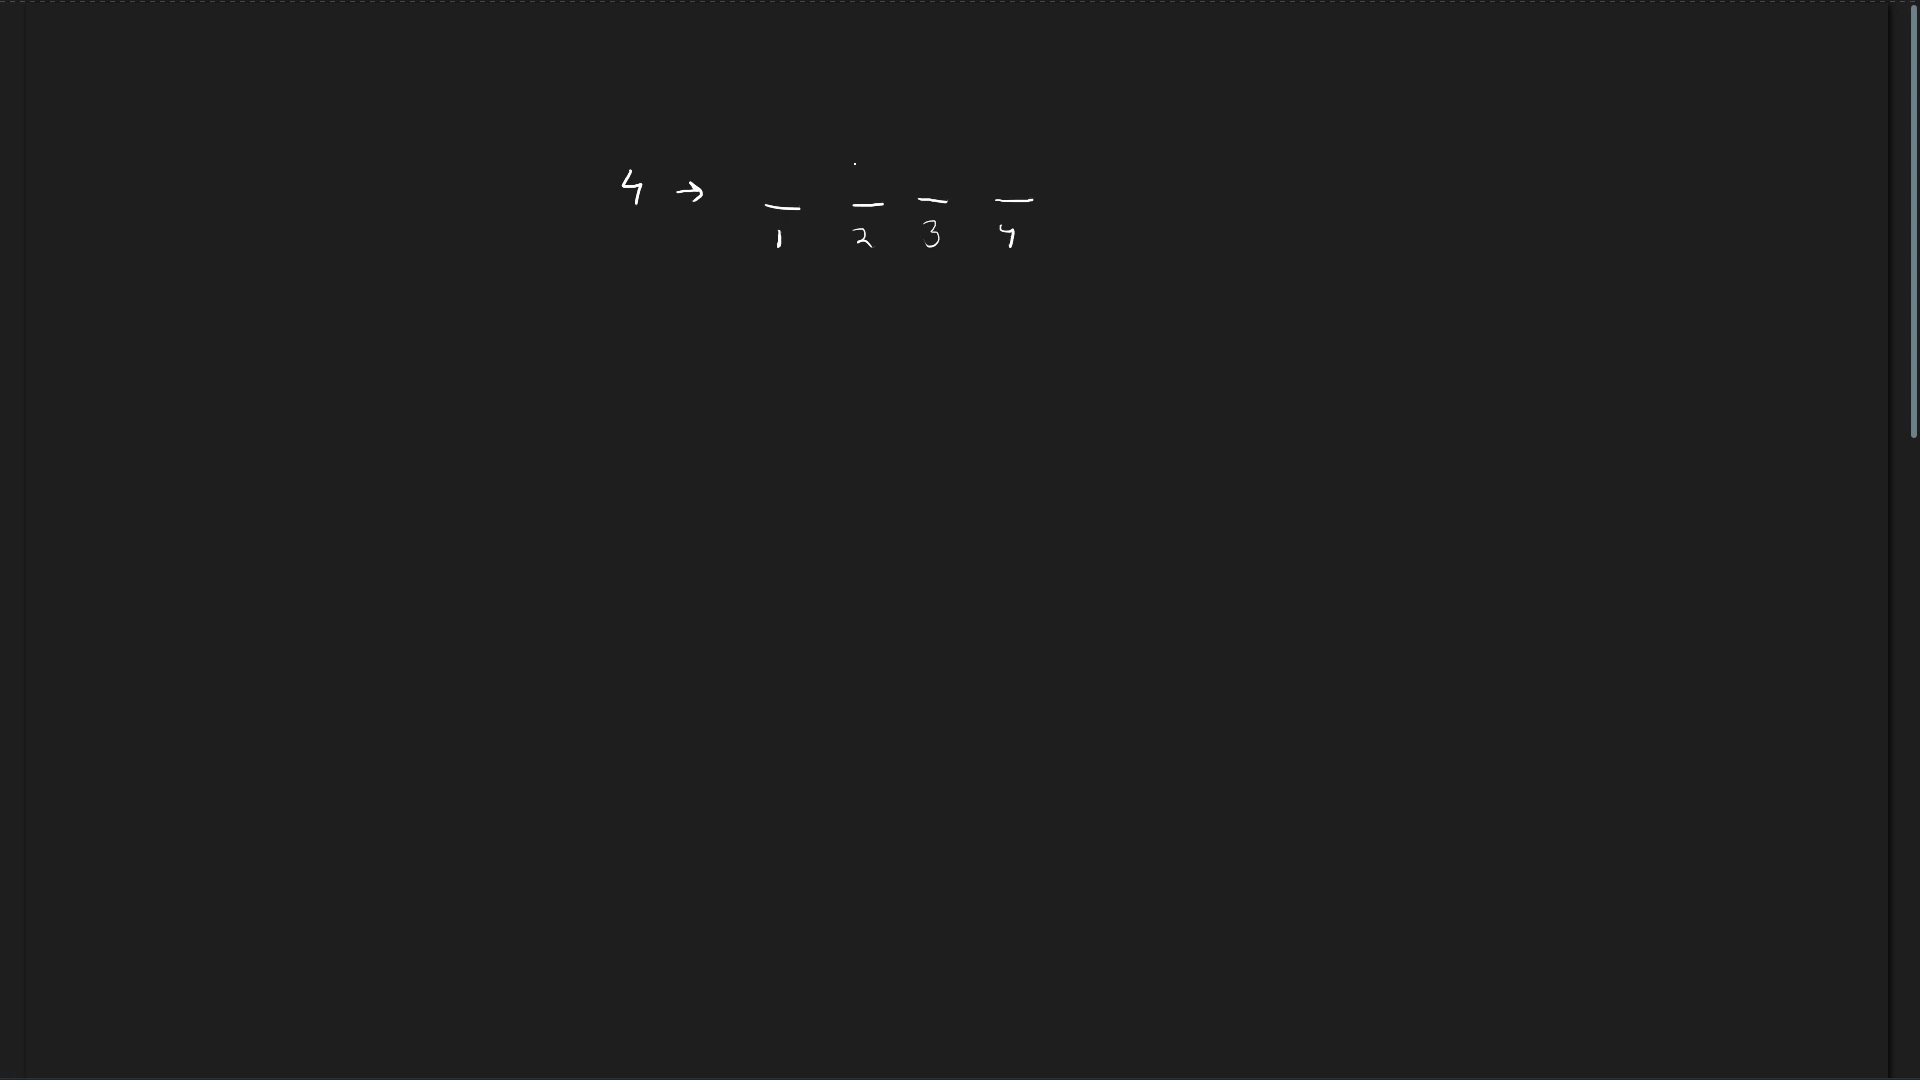 4 → _ _ _ _
1 2 3 4